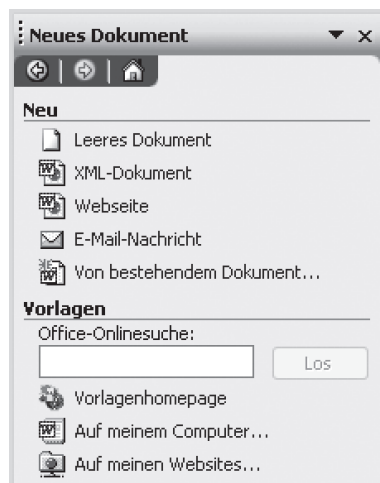 Neues Dokument
Neu
Leeres Dokument
XML-Dokument
Webseite
E-Mail-Nachricht
Von bestehendem Dokument...
Vorlagen
Office-Onlinesuche:
Los
Vorlagenhomepage
Auf meinem Computer...
Auf meinen Websites...